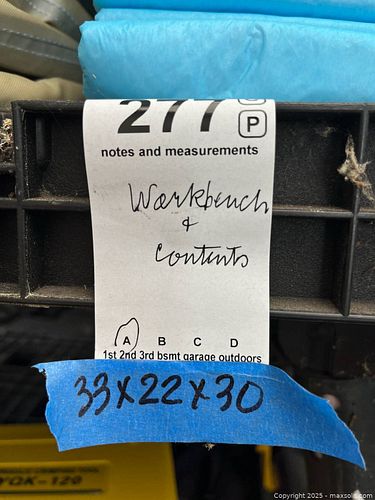 277 P
notes and measurements
Workbench
+
Contents
A B C D
1st 2nd 3rd bsmt garage outdoors
33x22x30
YQK-120
Copyright 2025 - maxsold.com